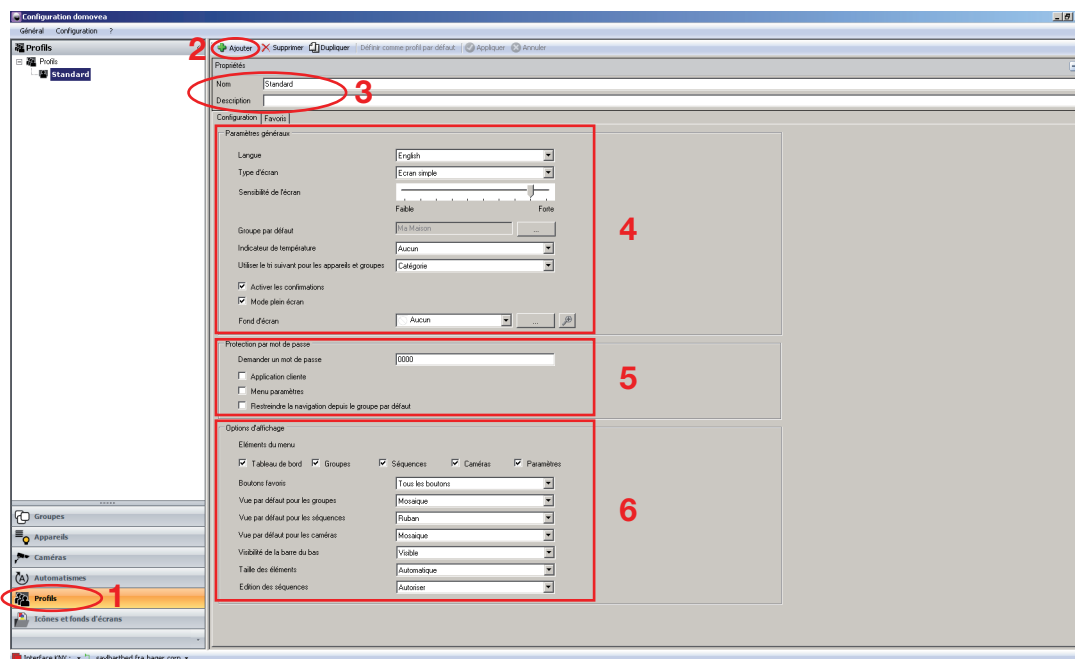 Configuration domovea
Général Configuration ?
Profils
2 Ajouter Supprimer Dupliquer Définir comme profil par défaut Appliquer Annuler
Profils
Standard
Propriétés
Nom Standard
Description
3
Configuration Favoris
Paramètres généraux
Langue English
Type d'écran Ecran simple
Sensibilité de l'écran
Faible Forte
Groupe par défaut Ma Maison ...
4
Indicateur de température Aucun
Utiliser le tri suivant pour les appareils et groupes Catégorie
Activer les confirmations
Mode plein écran
Fond d'écran Aucun ...
Protection par mot de passe
Demander un mot de passe 0000
Application cliente
5
Menu paramètres
Restreindre la navigation depuis le groupe par défaut
Options d'affichage
Eléments du menu
Tableau de bord Groupes Séquences Caméras Paramètres
Boutons favoris Tous les boutons
Vue par défaut pour les groupes Mosaique
Vue par défaut pour les séquences Ruban
6
Vue par défaut pour les caméras Mosaique
Visibilité de la barre du bas Visible
Taille des éléments Automatique
Edition des séquences Autoriser
Groupes
Appareils
Caméras
Automatismes
Profils 1
Icônes et fonds d'écrans
Interface KNX :